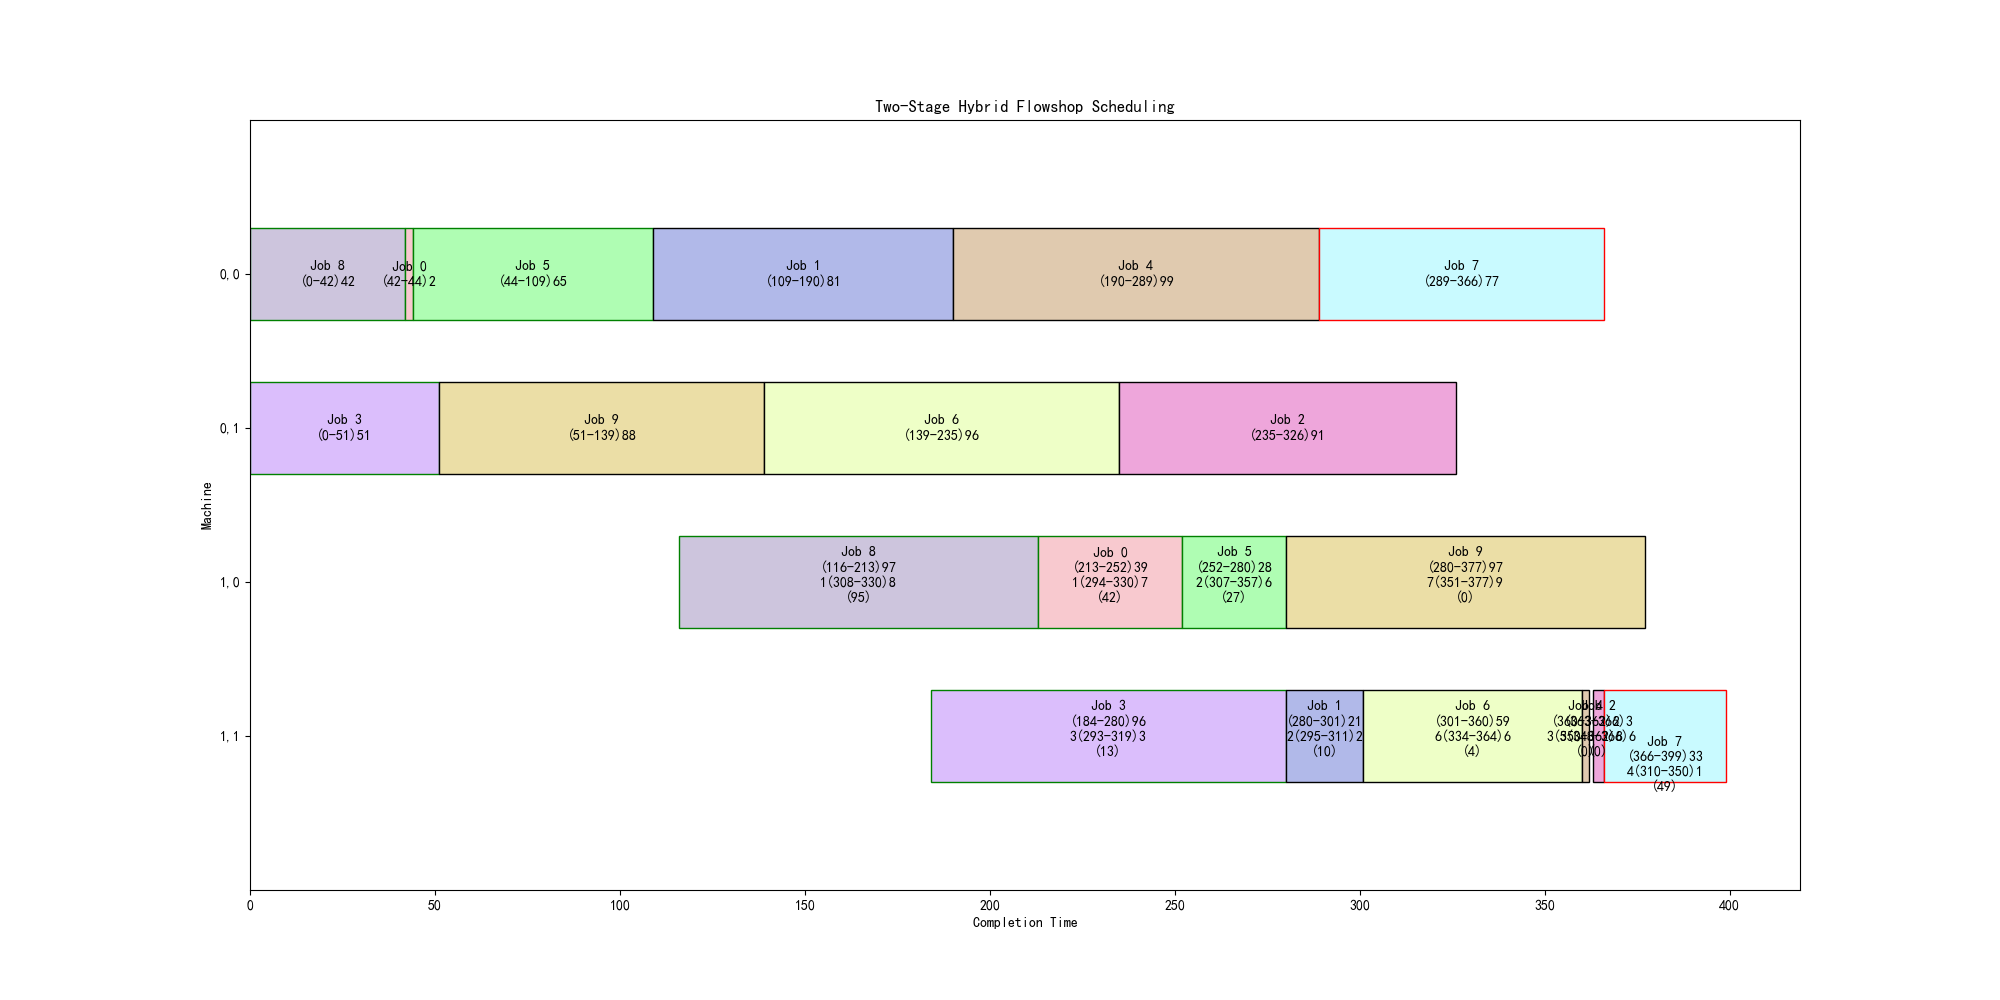 Two-Stage Hybrid Flowshop Scheduling
0,0
Job 8
(0-42)42
Job 0
(42-44)2
Job 5
(44-109)65
Job 1
(109-190)81
Job 4
(190-289)99
Job 7
(289-366)77
0,1
Job 3
(0-51)51
Job 9
(51-139)88
Job 6
(139-235)96
Job 2
(235-326)91
Machine
1,0
Job 8
(116-213)97
1(308-330)8
(95)
Job 0
(213-252)39
1(294-330)7
(42)
Job 5
(252-280)28
2(307-357)6
(27)
Job 9
(280-377)97
7(351-377)9
(0)
1,1
Job 3
(184-280)96
3(293-319)3
(13)
Job 1
(280-301)21
2(295-311)2
(10)
Job 6
(301-360)59
6(334-364)6
(4)
Job 7
(366-399)33
4(310-350)1
(49)
0
50
100
150
200
250
300
350
400
Completion Time